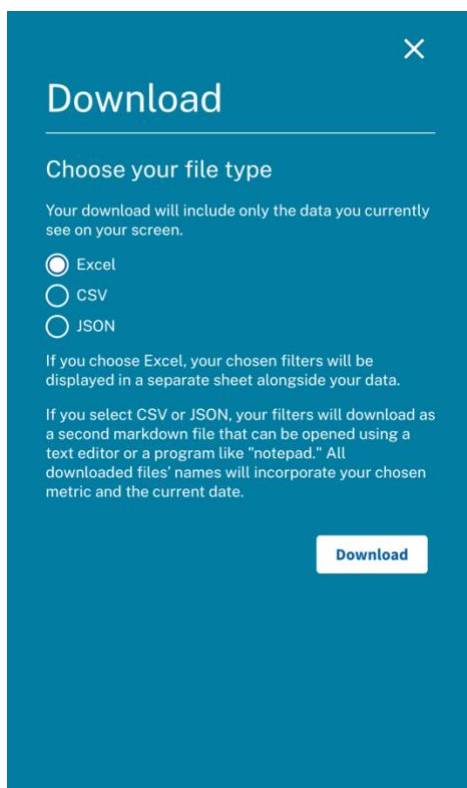 Download
Choose your file type
Your download will include only the data you currently
see on your screen.
Excel
CSV
JSON
If you choose Excel, your chosen filters will be
displayed in a separate sheet alongside your data.
If you select CSV or JSON, your filters will download as
a second markdown file that can be opened using a
text editor or a program like "notepad." All
downloaded files' names will incorporate your chosen
metric and the current date.
Download